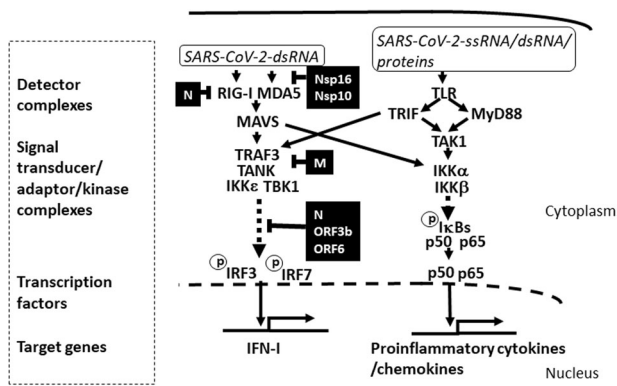 SARS-CoV-2-dsRNA
SARS-CoV-2-ssRNA/dsRNA/
proteins
Detector
complexes
Nsp16
Nsp10
N
RIG-I MDA5
TLR
MAVS
TRIF
MyD88
TAK1
Signal
transducer/
adaptor/kinase
complexes
TRAF3
TANK
IKKε TBK1
M
IKKα
IKKβ
Cytoplasm
N
ORF3b
ORF6
p
IκBs
p50 p65
Transcription
factors
p
IRF3
p
IRF7
p50 p65
Target genes
IFN-I
Proinflammatory cytokines
/chemokines
Nucleus